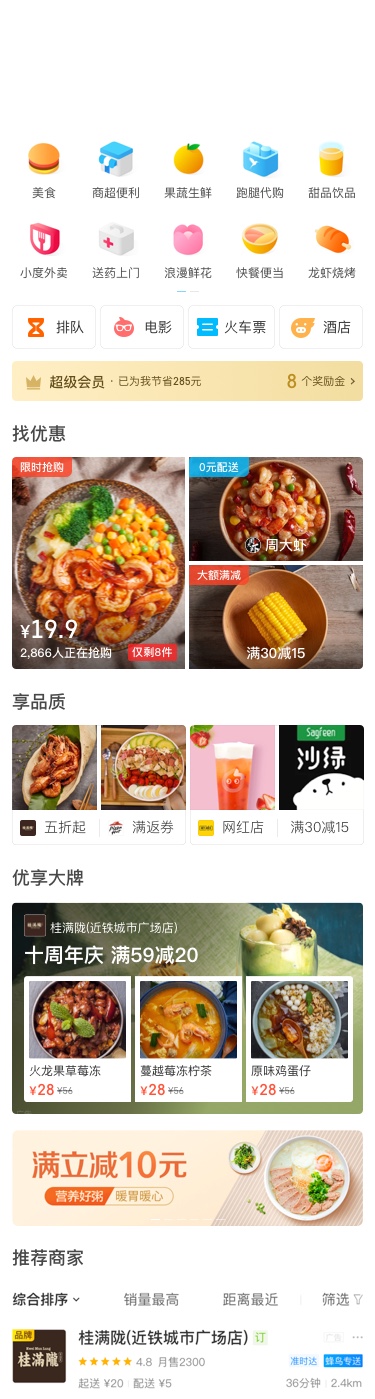 美食 商超便利 果蔬生鲜 跑腿代购 甜品饮品
小度外卖 送药上门 浪漫鲜花 快餐便当 龙虾烧烤
排队 电影 火车票 酒店
超级会员 · 已为我节省285元 8 个奖励金
找优惠
限时抢购
¥19.9
2,866人正在抢购 仅剩8件
0元配送
周大虾
大额满减
满30减15
享品质
Sagreen
沙绿
五折起 满返券 网红店 满30减15
优享大牌
桂满陇(近铁城市广场店)
十周年庆 满59减20
火龙果草莓冻 蔓越莓冻柠茶 原味鸡蛋仔
¥28 ¥56 ¥28 ¥56 ¥28 ¥56
满立减10元
营养好粥 暖胃暖心
推荐商家
综合排序 销量最高 距离最近 筛选
品牌
桂满陇
桂满陇(近铁城市广场店) 订 广告
4.8 月售2300 准时达 蜂鸟专送
起送 ¥20 配送 ¥5 36分钟 2.4km